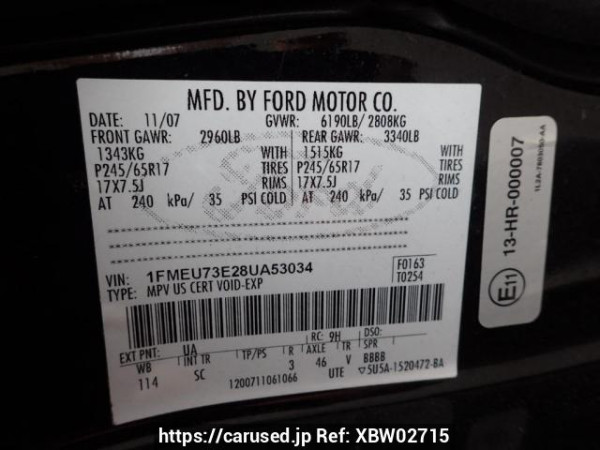 MFD. BY FORD MOTOR CO.
DATE: 11/07 GVWR: 6190LB/ 2808KG
FRONT GAWR: 2960LB REAR GAWR: 3340LB
1343KG WITH 1515KG WITH
P245/65R17 TIRES P245/65R17 TIRES
17X7.5J RIMS 17X7.5J RIMS
AT 240 kPa/ 35 PSI COLD AT 240 kPa/ 35 PSI COLD
VIN: 1FMEU73E28UA53034
TYPE: MPV US CERT VOID-EXP
F0163
T0254
EXT PNT: UA RC: 9H DSO:
WB INT TR TP/PS R AXLE TR SPR
114 SC 3 46 V BBBB
1200711061066 UTE ▽5U5A-1520472-BA
E11
13-HR-000007
https://carused.jp Ref: XBW02715